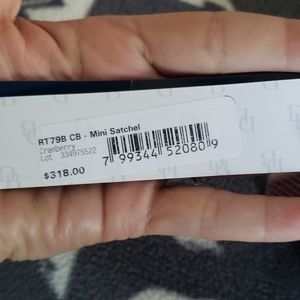 RT79B CB - Mini Satchel
Cranberry
Lot 334975522
7 99344 52080 9
$318.00